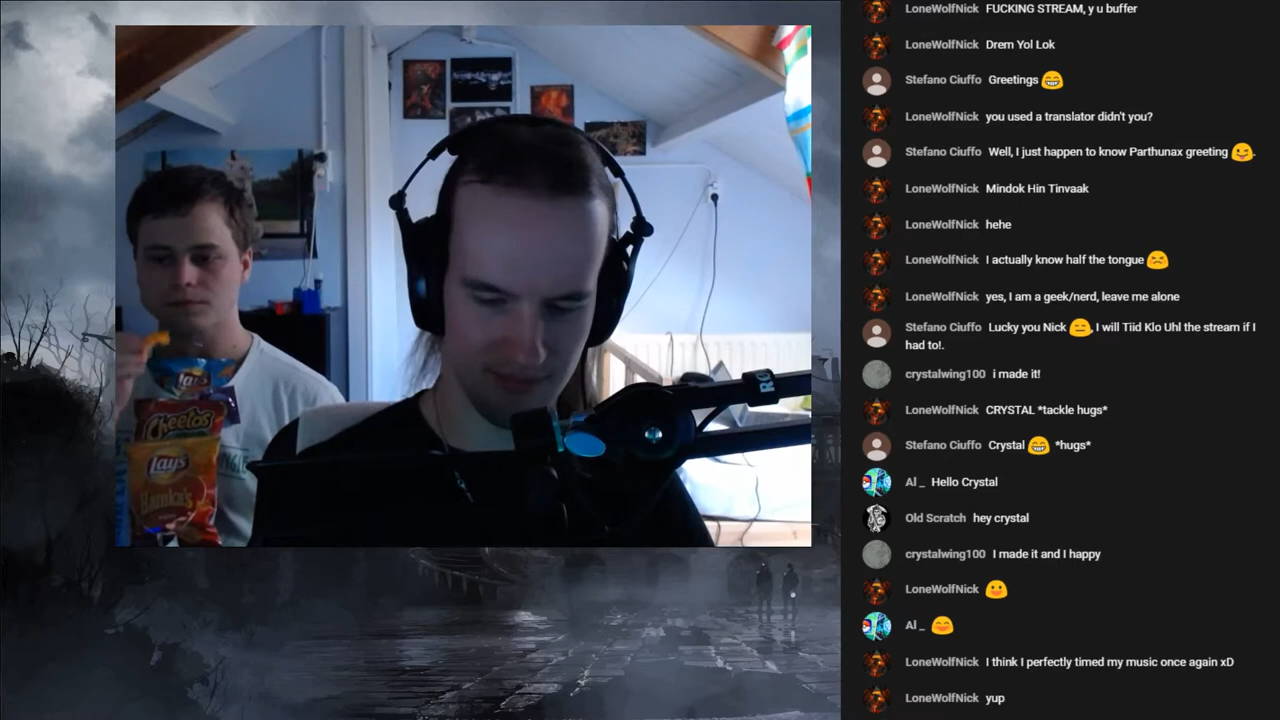 LoneWolfNick FUCKING STREAM, y u buffer
LoneWolfNick Drem Yol Lok
Stefano Ciuffo Greetings 😁
LoneWolfNick you used a translator didn't you?
Stefano Ciuffo Well, I just happen to know Parthunax greeting 😜.
LoneWolfNick Mindok Hin Tinvaak
LoneWolfNick hehe
LoneWolfNick I actually know half the tongue 😣
LoneWolfNick yes, I am a geek/nerd, leave me alone
Stefano Ciuffo Lucky you Nick 😑, I will Tiid Klo Uhl the stream if I
had to!.
crystalwing100 i made it!
LoneWolfNick CRYSTAL *tackle hugs*
Stefano Ciuffo Crystal 😁 *hugs*
Al _ Hello Crystal
Old Scratch hey crystal
crystalwing100 I made it and I happy
LoneWolfNick 😛
Al _ 😊
LoneWolfNick I think I perfectly timed my music once again xD
LoneWolfNick yup
Lay's
Cheetos
Lay's
Hamka's